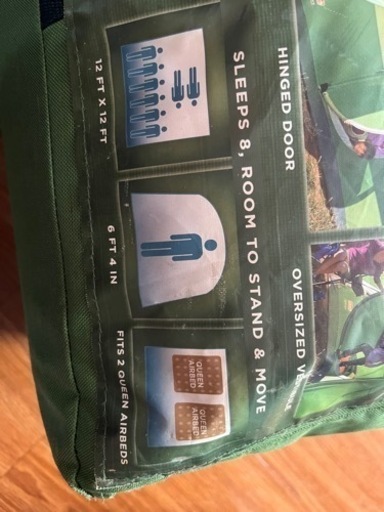 HINGED DOOR
OVERSIZED
SLEEPS 8, ROOM TO STAND & MOVE
12 FT X 12 FT
6 FT 4 IN
QUEEN
AIRBED
QUEEN
AIRBED
FITS 2 QUEEN AIRBEDS